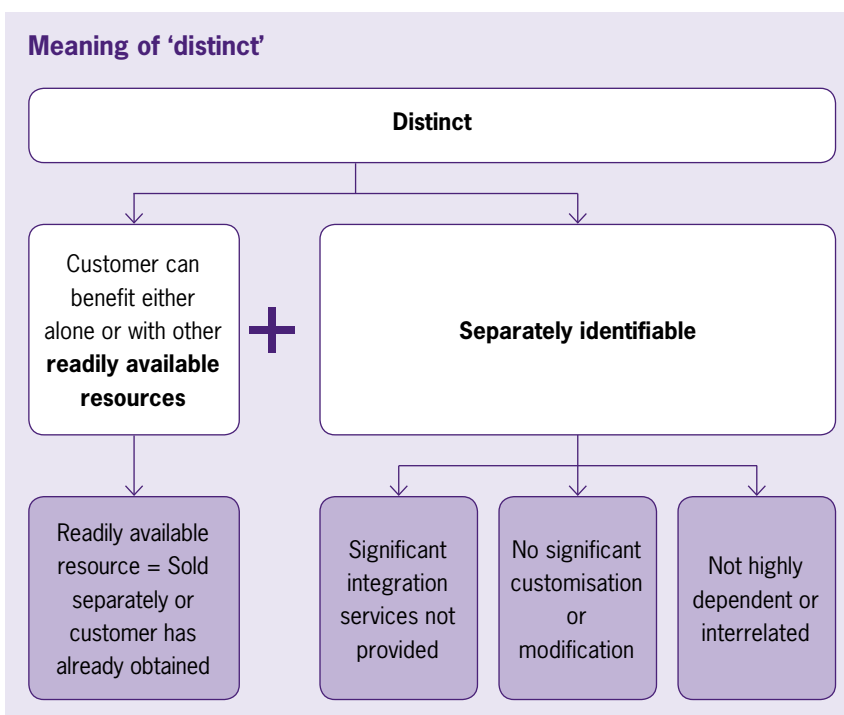 Meaning of ‘distinct’
Distinct
Customer can
benefit either
alone or with other
readily available
resources
+
Separately identifiable
Readily available
resource = Sold
separately or
customer has
already obtained
Significant
integration
services not
provided
No significant
customisation
or
modification
Not highly
dependent or
interrelated